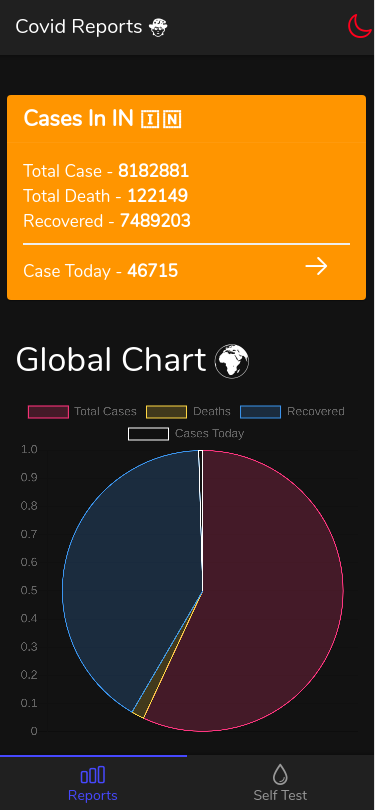 Covid Reports
Cases In IN 🇮🇳
Total Case - 8182881
Total Death - 122149
Recovered - 7489203
Case Today - 46715
Global Chart
Total Cases Deaths Recovered
Cases Today
1.0
0.9
0.8
0.7
0.6
0.5
0.4
0.3
0.2
0.1
0
Reports Self Test